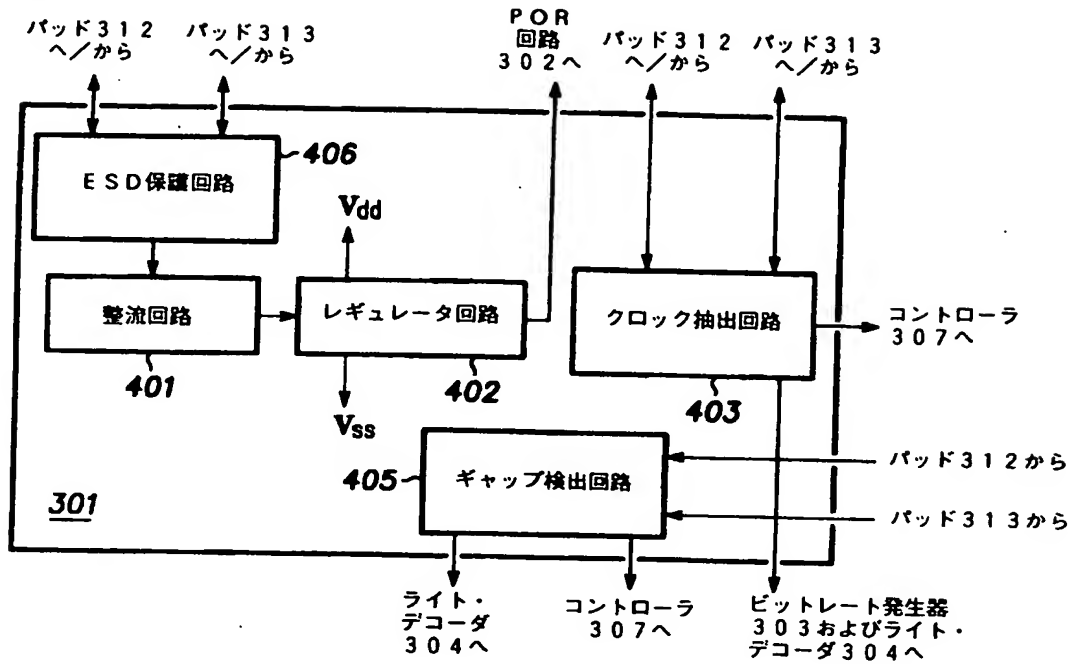 パッド312
へ/から
パッド313
へ/から
POR
回路
302へ
パッド312
へ/から
パッド313
へ/から
406
ESD保護回路
Vdd
整流回路
401
レギュレータ回路
402
Vss
クロック抽出回路
403
コントローラ
307へ
405
ギャップ検出回路
パッド312から
パッド313から
301
ライト・
デコーダ
304へ
コントローラ
307へ
ビットレート発生器
303およびライト・
デコーダ304へ